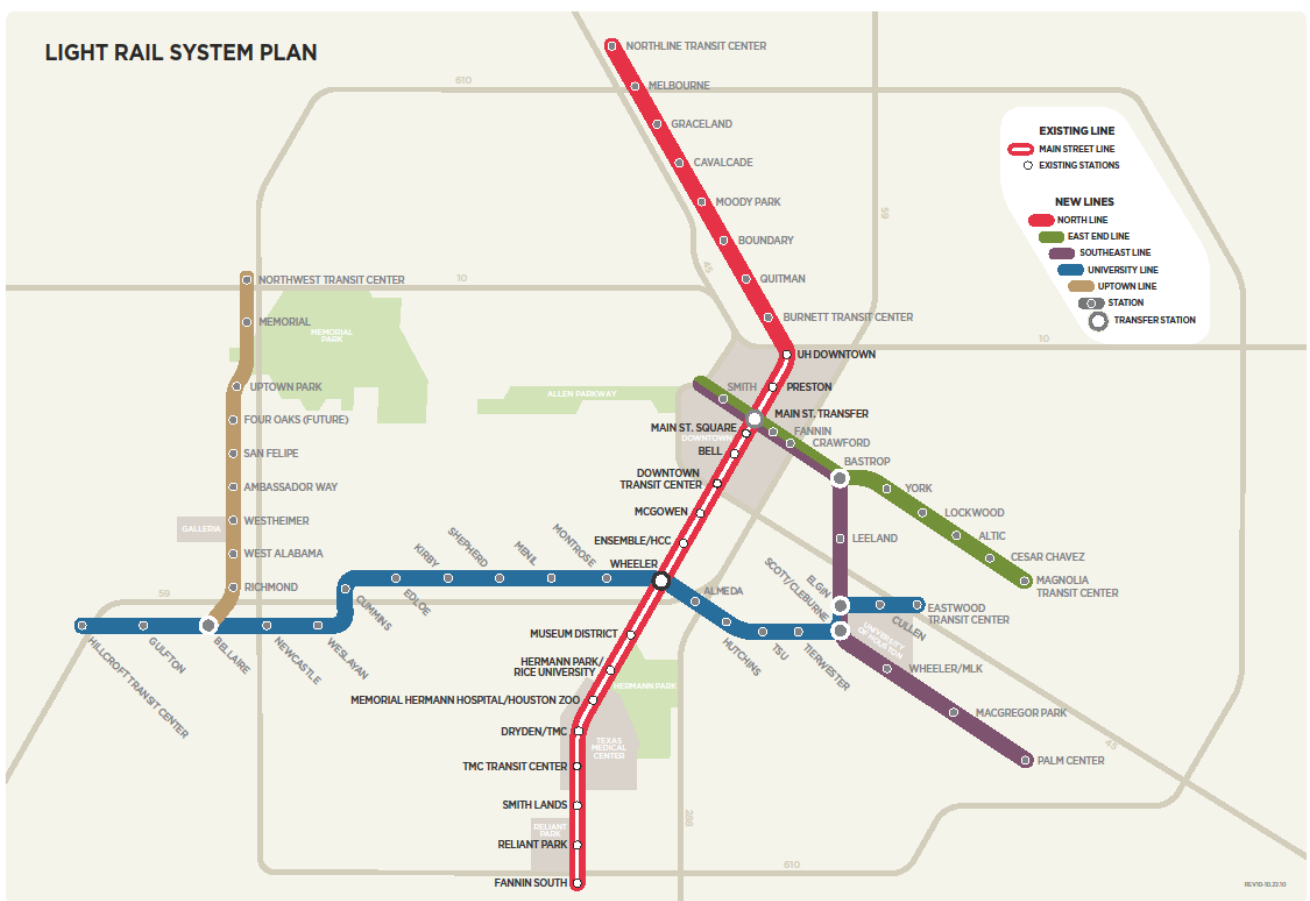 LIGHT RAIL SYSTEM PLAN
NORTHLINE TRANSIT CENTER
MELBOURNE
GRACELAND
CAVALCADE
MOODY PARK
BOUNDARY
QUITMAN
BURNETT TRANSIT CENTER
UH DOWNTOWN
PRESTON
MAIN ST. TRANSFER
SMITH
MAIN ST. SQUARE
DOWNTOWN
BELL
DOWNTOWN
TRANSIT CENTER
MCGOWEN
ENSEMBLE/HCC
WHEELER
MUSEUM DISTRICT
HERMANN PARK/
RICE UNIVERSITY
MEMORIAL HERMANN HOSPITAL/HOUSTON ZOO
DRYDEN/TMC
TMC TRANSIT CENTER
SMITH LANDS
RELIANT PARK
FANNIN SOUTH
FANNIN
CRAWFORD
BASTROP
YORK
LOCKWOOD
ALTIC
CESAR CHAVEZ
MAGNOLIA
TRANSIT CENTER
LEELAND
ELGIN
SCOTT/CLEBURNE
CULLEN
EASTWOOD
TRANSIT CENTER
UNIVERSITY
OF HOUSTON
WHEELER/MLK
MACGREGOR PARK
PALM CENTER
ALMEDA
HUTCHINS
TSU
TIERWESTER
MONTROSE
MENIL
SHEPHERD
EDLOE
KIRBY
CUMMINS
WESLAYAN
NEWCASTLE
BELLAIRE
GULFTON
HILLCROFT TRANSIT CENTER
NORTHWEST TRANSIT CENTER
MEMORIAL
UPTOWN PARK
FOUR OAKS (FUTURE)
SAN FELIPE
AMBASSADOR WAY
WESTHEIMER
WEST ALABAMA
RICHMOND
GALLERIA
MEMORIAL
PARK
ALLEN PARKWAY
HERMANN PARK
TEXAS
MEDICAL
CENTER
RELIANT
PARK
610
10
45
59
10
59
45
288
610
EXISTING LINE
MAIN STREET LINE
EXISTING STATIONS
NEW LINES
NORTH LINE
EAST END LINE
SOUTHEAST LINE
UNIVERSITY LINE
UPTOWN LINE
STATION
TRANSFER STATION
REV10-10.22.10